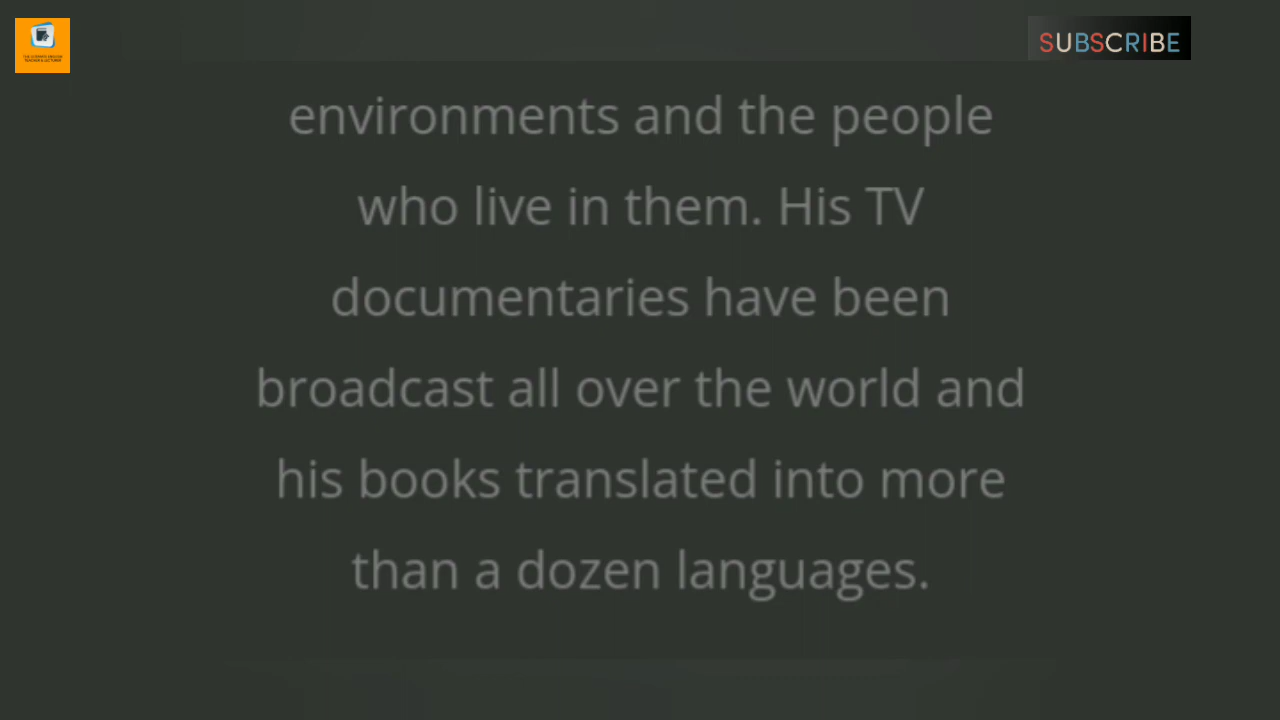 SUBSCRIBE
environments and the people
who live in them. His TV
documentaries have been
broadcast all over the world and
his books translated into more
than a dozen languages.